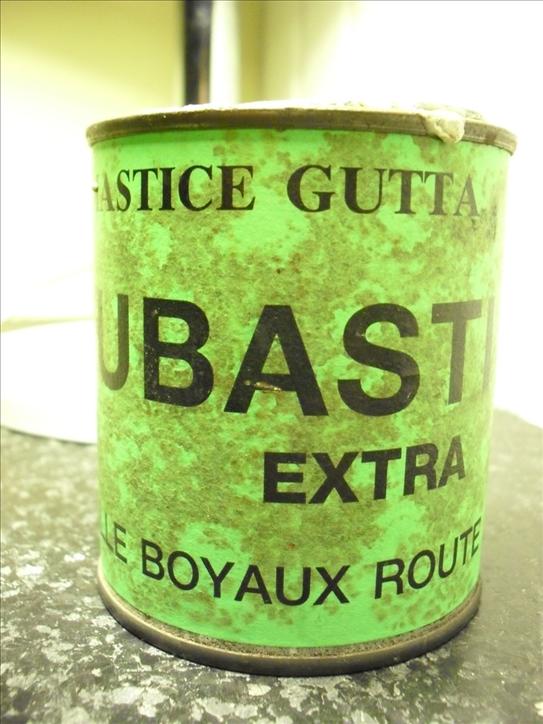 ASTICE GUTTA
UBASTI
EXTRA
LE BOYAUX ROUTE